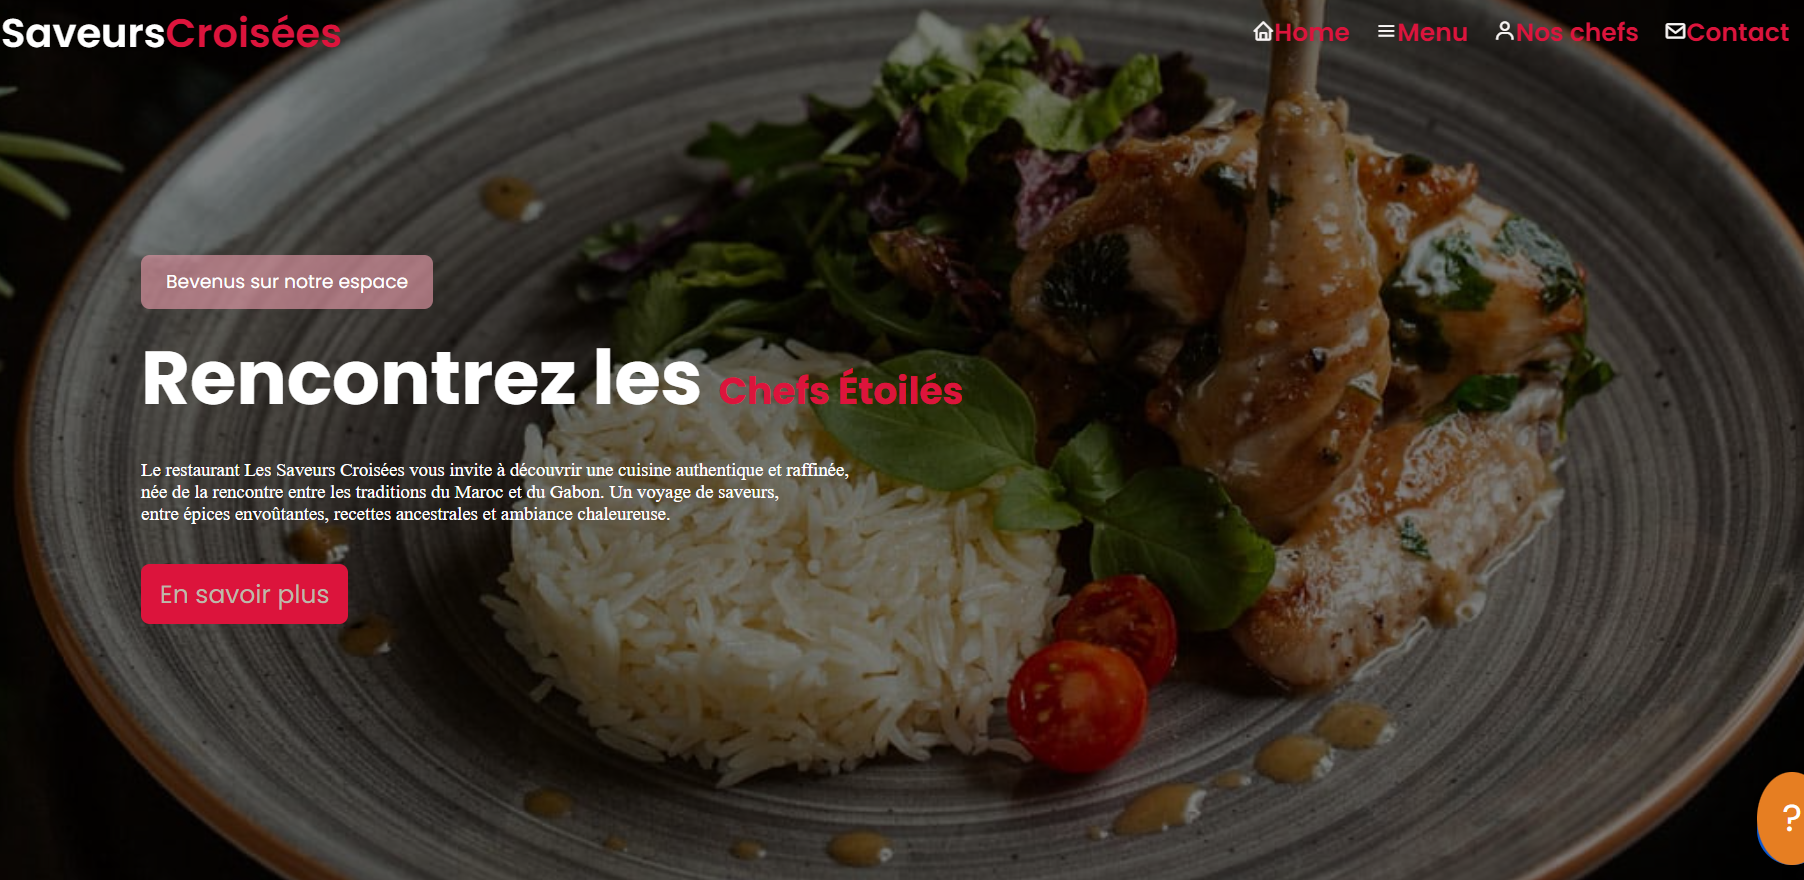 SaveursCroisées
Home Menu Nos chefs Contact
Bevenus sur notre espace
Rencontrez les Chefs Étoilés
Le restaurant Les Saveurs Croisées vous invite à découvrir une cuisine authentique et raffinée,
née de la rencontre entre les traditions du Maroc et du Gabon. Un voyage de saveurs,
entre épices envoûtantes, recettes ancestrales et ambiance chaleureuse.
En savoir plus
?